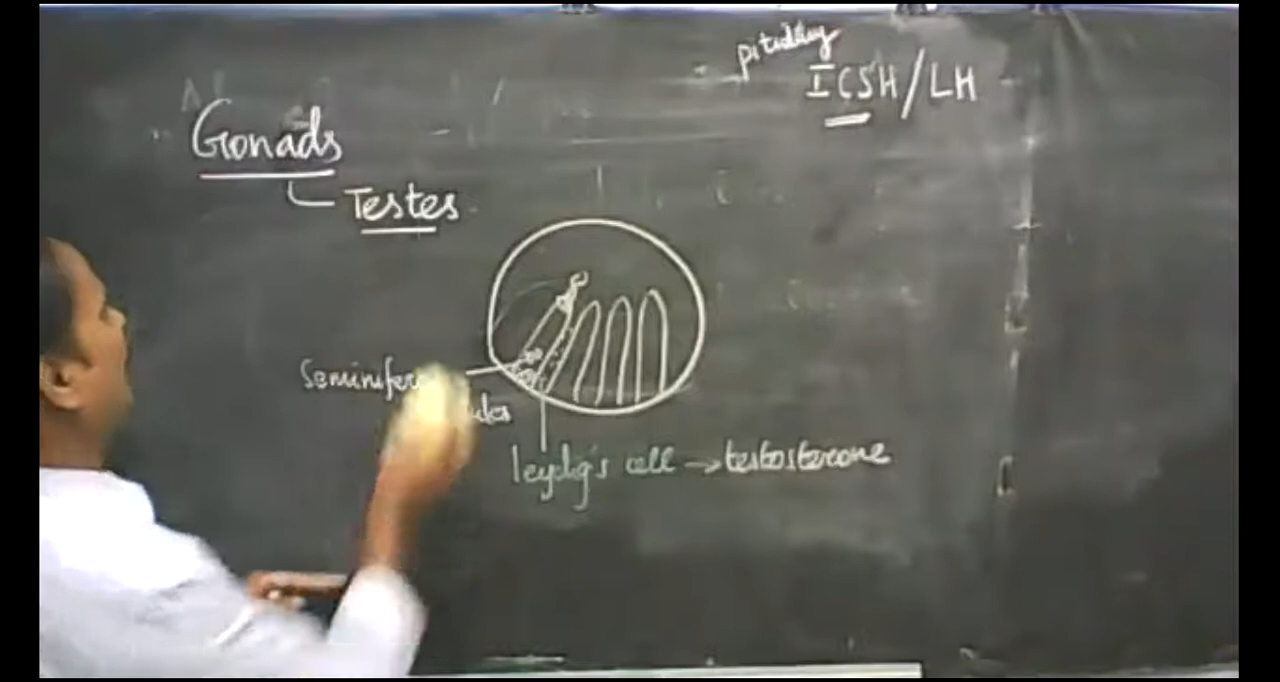 pituitary
ICSH/LH
Gonads
Testes
leydig's cell → testosterone